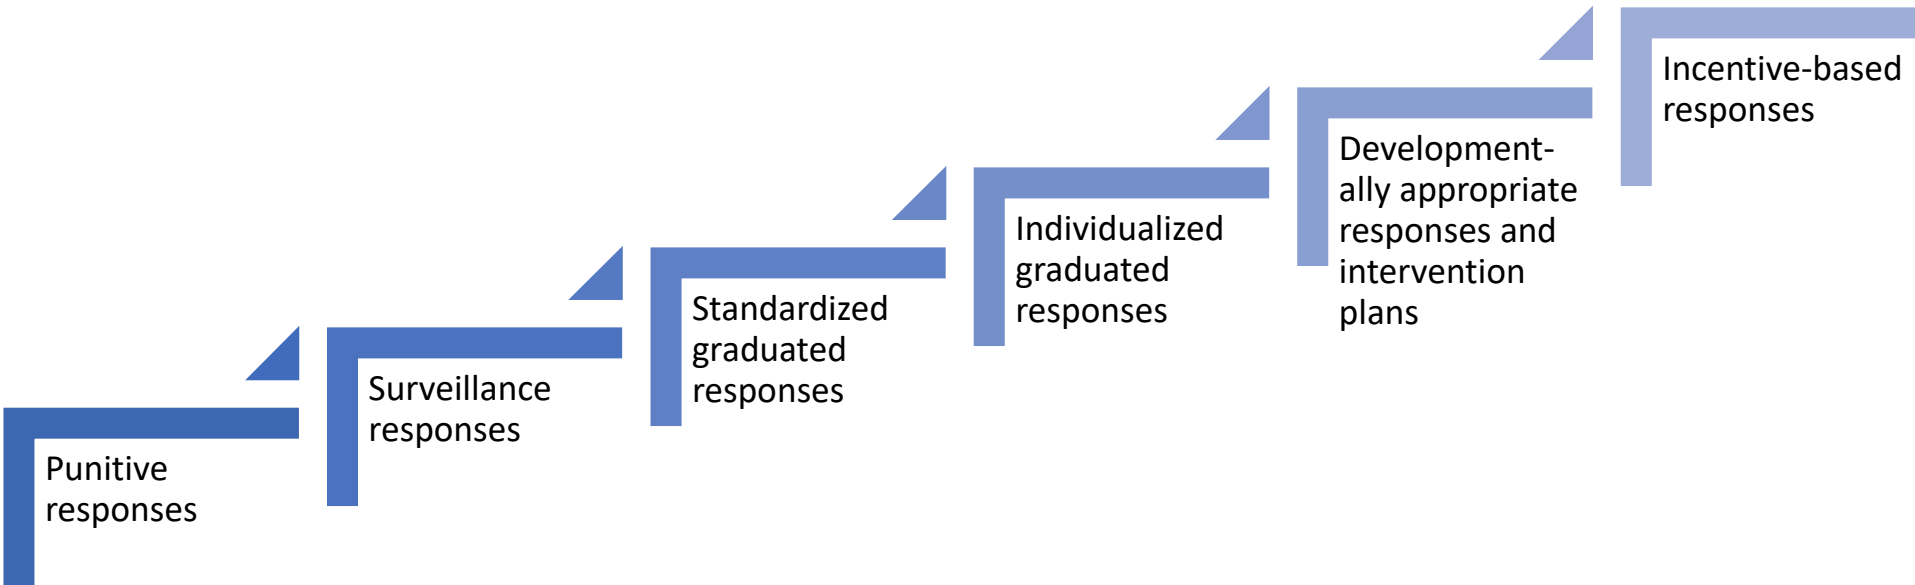 Punitive
responses
Surveillance
responses
Standardized
graduated
responses
Individualized
graduated
responses
Development-
ally appropriate
responses and
intervention
plans
Incentive-based
responses